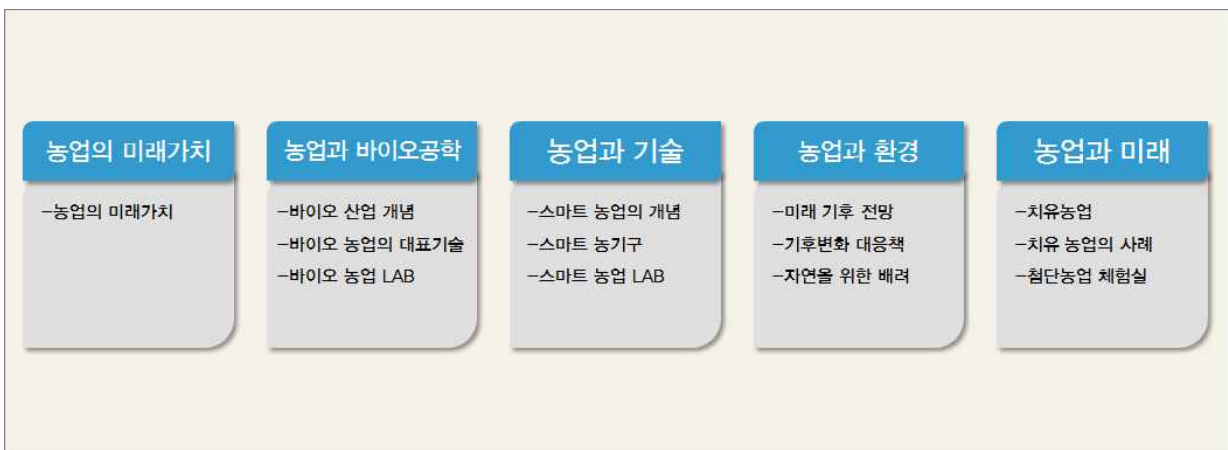 농업의 미래가치
-농업의 미래가치
농업과 바이오공학
-바이오 산업 개념
-바이오 농업의 대표기술
-바이오 농업 LAB
농업과 기술
-스마트 농업의 개념
-스마트 농기구
-스마트 농업 LAB
농업과 환경
-미래 기후 전망
-기후변화 대응책
-자연을 위한 배려
농업과 미래
-치유농업
-치유 농업의 사례
-첨단농업 체험실